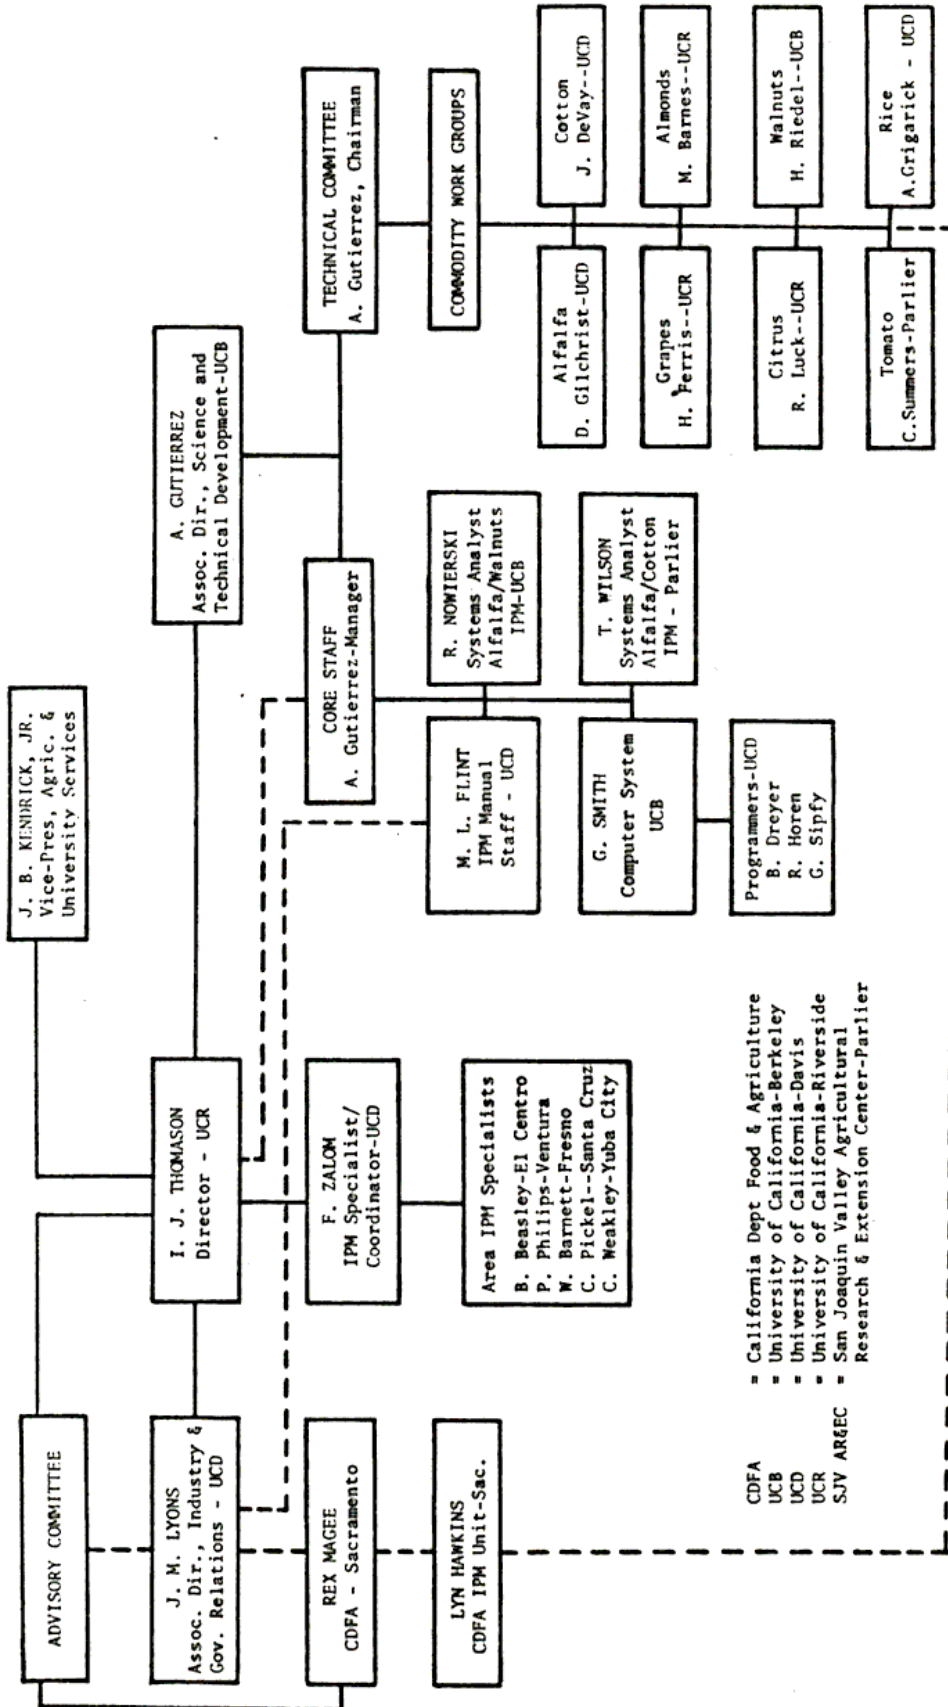 ADVISORY COMMITTEE
J. B. KENDRICK, JR.
Vice-Pres, Agric. &
University Services
J. M. LYONS
Assoc. Dir., Industry &
Gov. Relations - UCD
I. J. THOMASON
Director - UCR
A. GUTIERREZ
Assoc. Dir., Science and
Technical Development-UCB
REX MAGEE
CDFA - Sacramento
F. ZALOM
IPM Specialist/
Coordinator-UCD
CORE STAFF
A. Gutierrez-Manager
TECHNICAL COMMITTEE
A. Gutierrez, Chairman
LYN HAWKINS
CDFA IPM Unit-Sac.
Area IPM Specialists
B. Beasley-El Centro
P. Philips-Ventura
W. Barnett-Fresno
C. Pickel--Santa Cruz
C. Weakley-Yuba City
M. L. FLINT
IPM Manual
Staff - UCD
R. NOWIERSKI
Systems Analyst
Alfalfa/Walnuts
IPM-UCB
COMMODITY WORK GROUPS
G. SMITH
Computer System
UCB
T. WILSON
Systems Analyst
Alfalfa/Cotton
IPM - Parlier
Alfalfa
D. Gilchrist-UCD
Cotton
J. DeVay--UCD
Grapes
H. Ferris--UCR
Almonds
M. Barnes--UCR
Programmers-UCD
B. Dreyer
R. Horen
G. Sipfy
Citrus
R. Luck--UCR
Walnuts
H. Riedel--UCB
Tomato
C.Summers-Parlier
Rice
A.Grigarick - UCD
CDFA = California Dept Food & Agriculture
UCB = University of California-Berkeley
UCD = University of California-Davis
UCR = University of California-Riverside
SJV AR&EC = San Joaquin Valley Agricultural
Research & Extension Center-Parlier